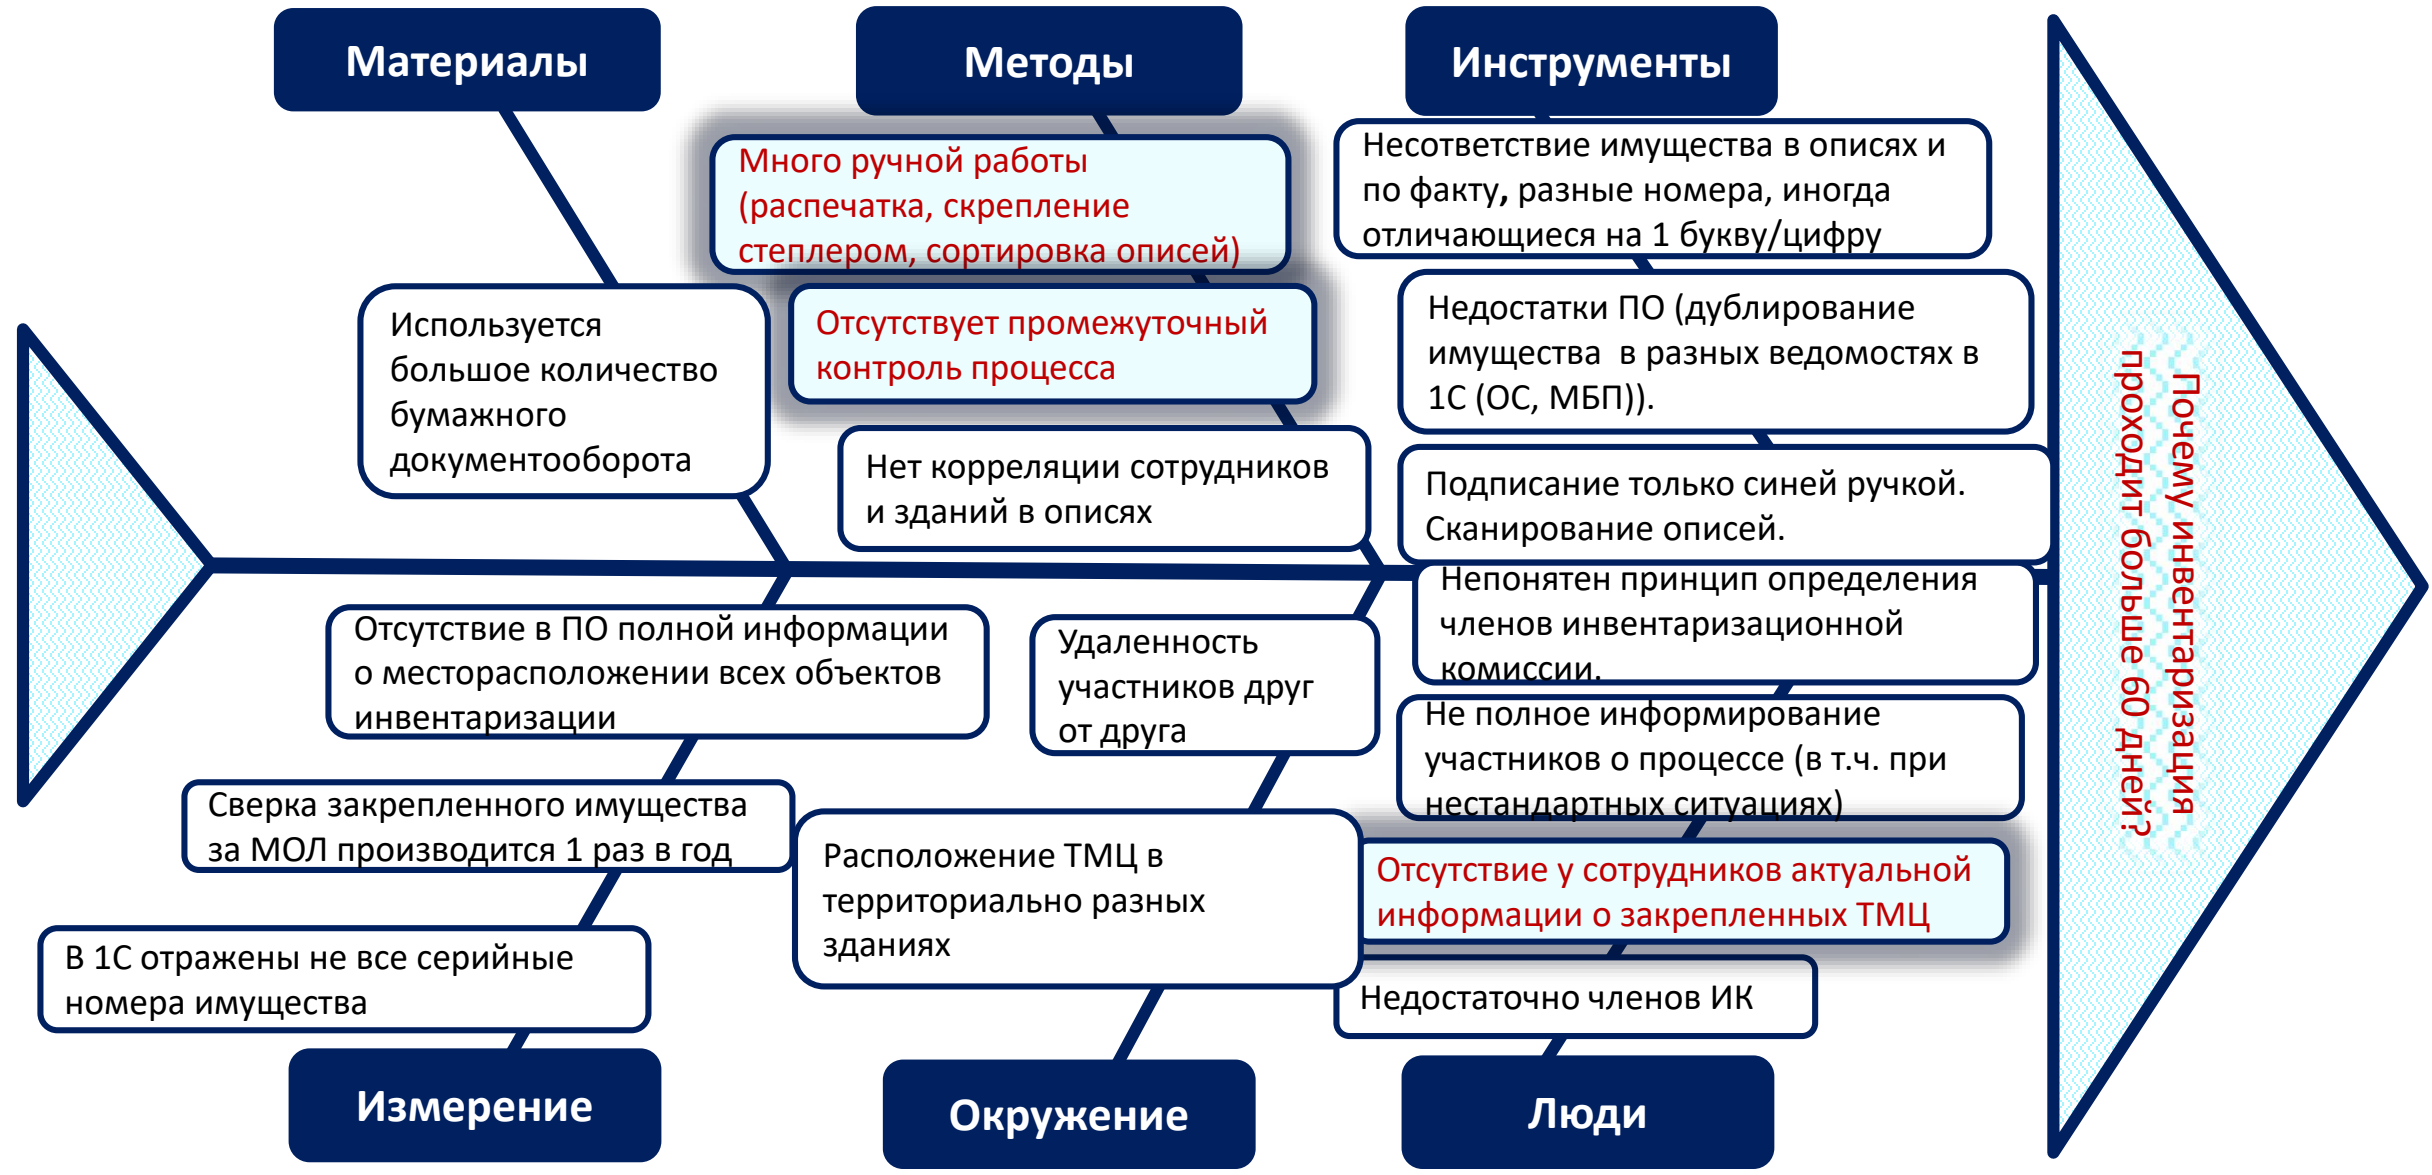 Материалы
Методы
Инструменты
Много ручной работы
(распечатка, скрепление
степлером, сортировка описей)
Несответствие имущества в описях и
по факту, разные номера, иногда
отличающиеся на 1 букву/цифру
Используется
большое количество
бумажного
документооборота
Отсутствует промежуточный
контроль процесса
Недостатки ПО (дублирование
имущества в разных ведомостях в
1С (ОС, МБП)).
Нет корреляции сотрудников
и зданий в описях
Подписание только синей ручкой.
Сканирование описей.
Почему инвентаризация
проходит больше 60 дней?
Отсутствие в ПО полной информации
о месторасположении всех объектов
инвентаризации
Удаленность
участников друг
от друга
Непонятен принцип определения
членов инвентаризационной
комиссии.
Не полное информирование
участников о процессе (в т.ч. при
нестандартных ситуациях)
Сверка закрепленного имущества
за МОЛ производится 1 раз в год
Расположение ТМЦ в
территориально разных
зданиях
Отсутствие у сотрудников актуальной
информации о закрепленных ТМЦ
В 1С отражены не все серийные
номера имущества
Недостаточно членов ИК
Измерение
Окружение
Люди